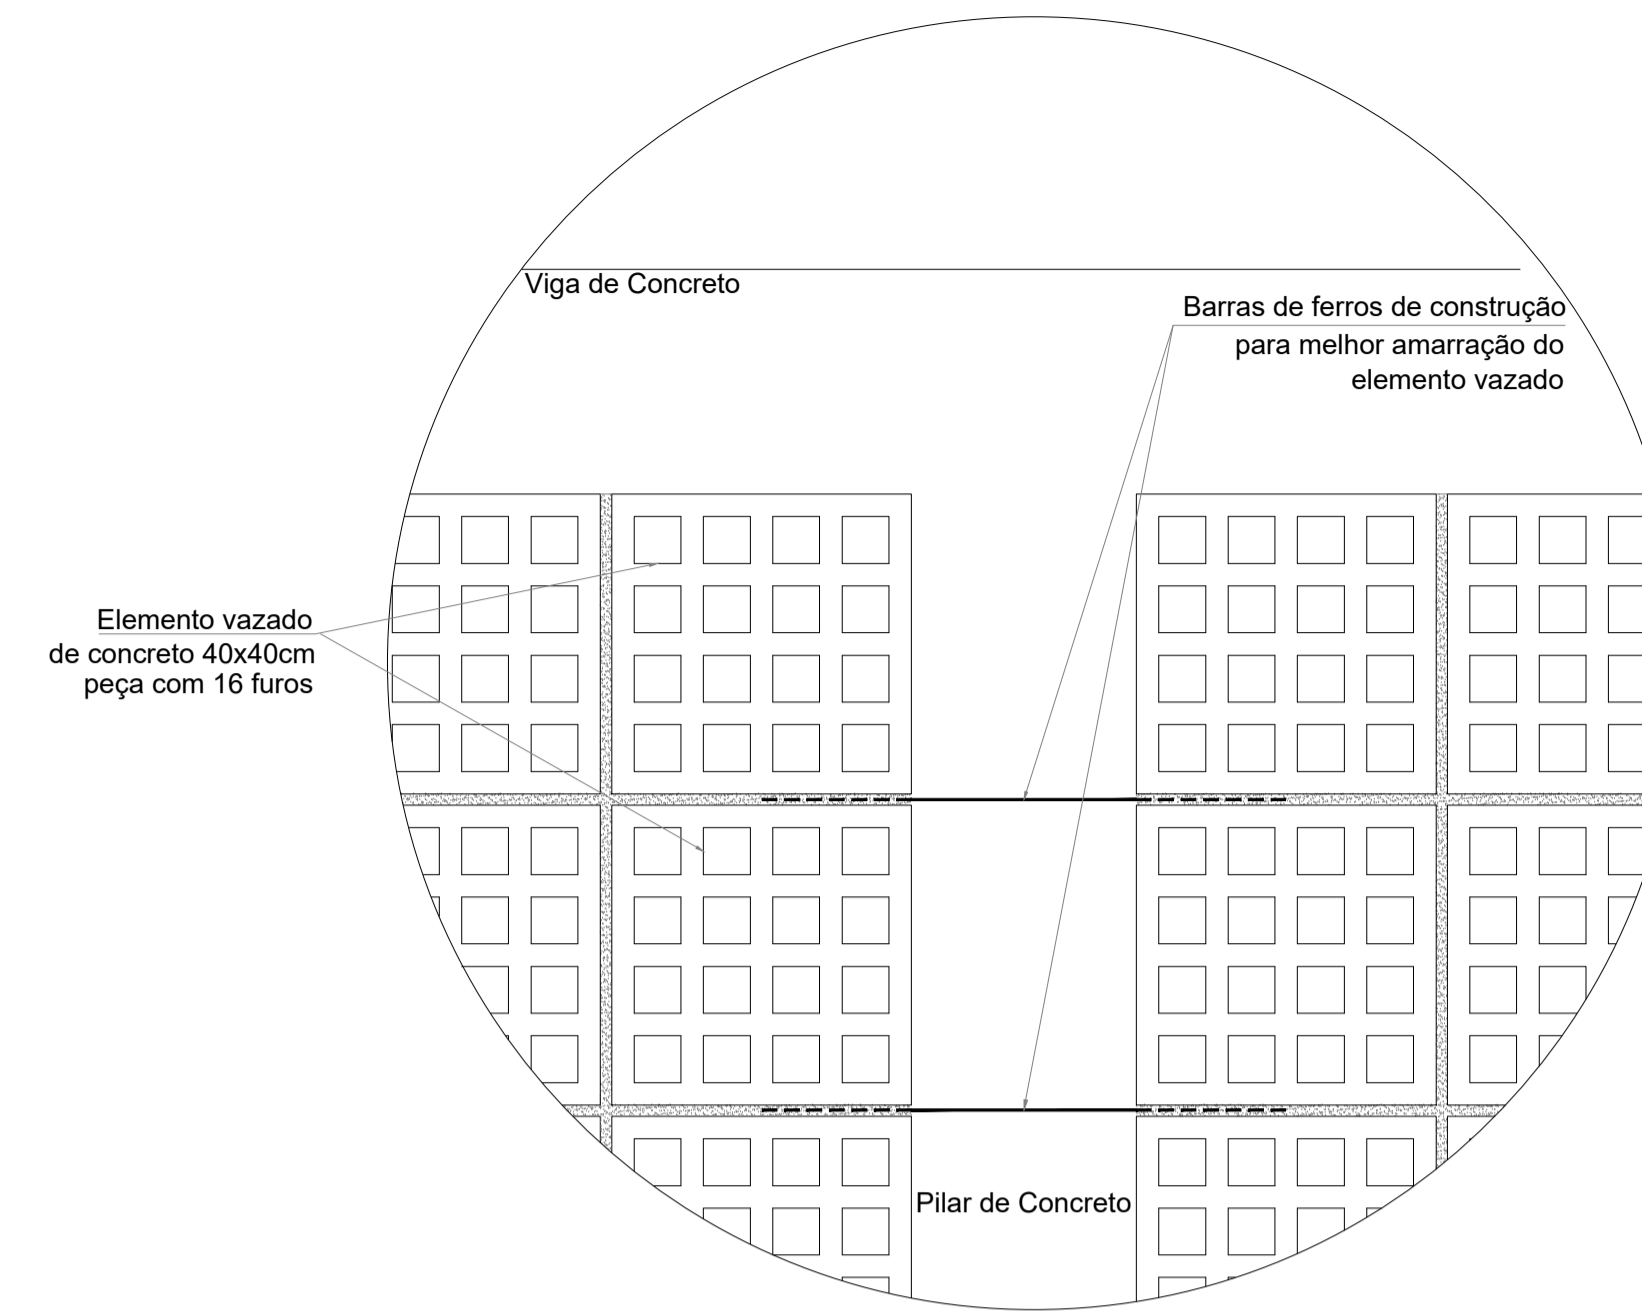 Viga de Concreto
Barras de ferros de construção
para melhor amarração do
elemento vazado
Elemento vazado
de concreto 40x40cm
peça com 16 furos
Pilar de Concreto